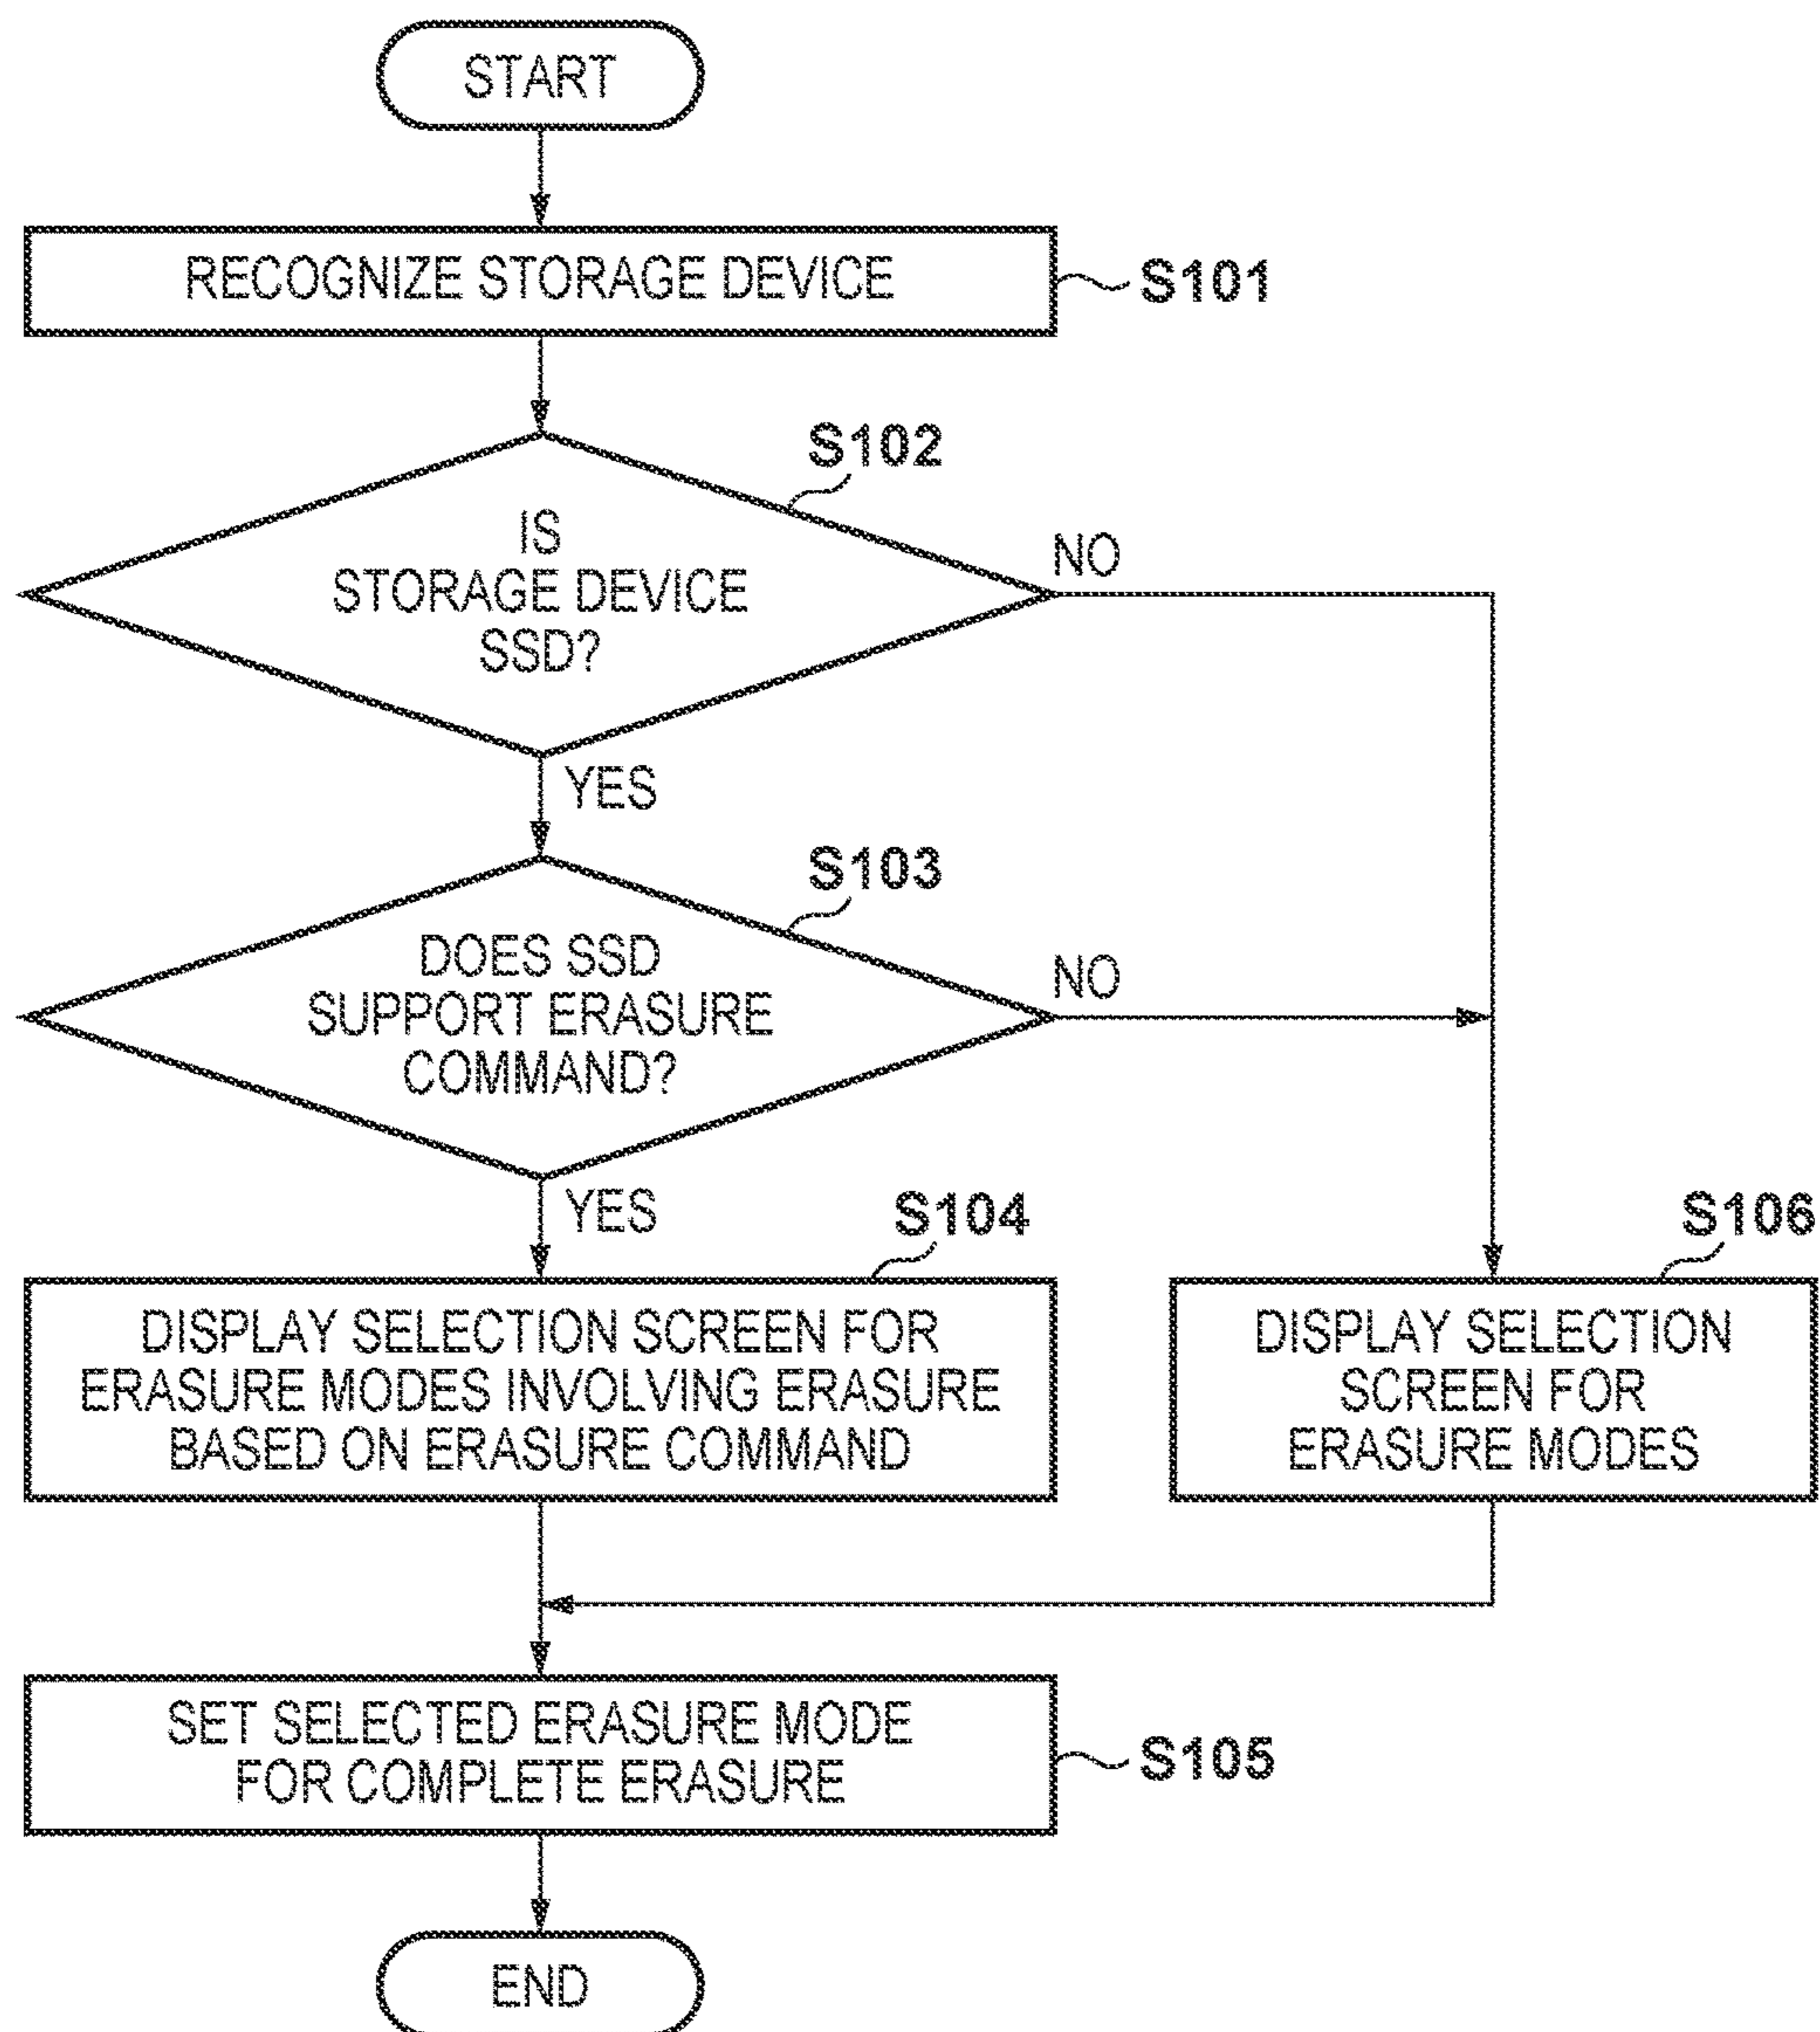 START
RECOGNIZE STORAGE DEVICE
S101
S102
IS
STORAGE DEVICE
SSD?
NO
YES
S103
DOES SSD
SUPPORT ERASURE
COMMAND?
NO
YES
S104
DISPLAY SELECTION SCREEN FOR
ERASURE MODES INVOLVING ERASURE
BASED ON ERASURE COMMAND
S106
DISPLAY SELECTION
SCREEN FOR
ERASURE MODES
SET SELECTED ERASURE MODE
FOR COMPLETE ERASURE
S105
END